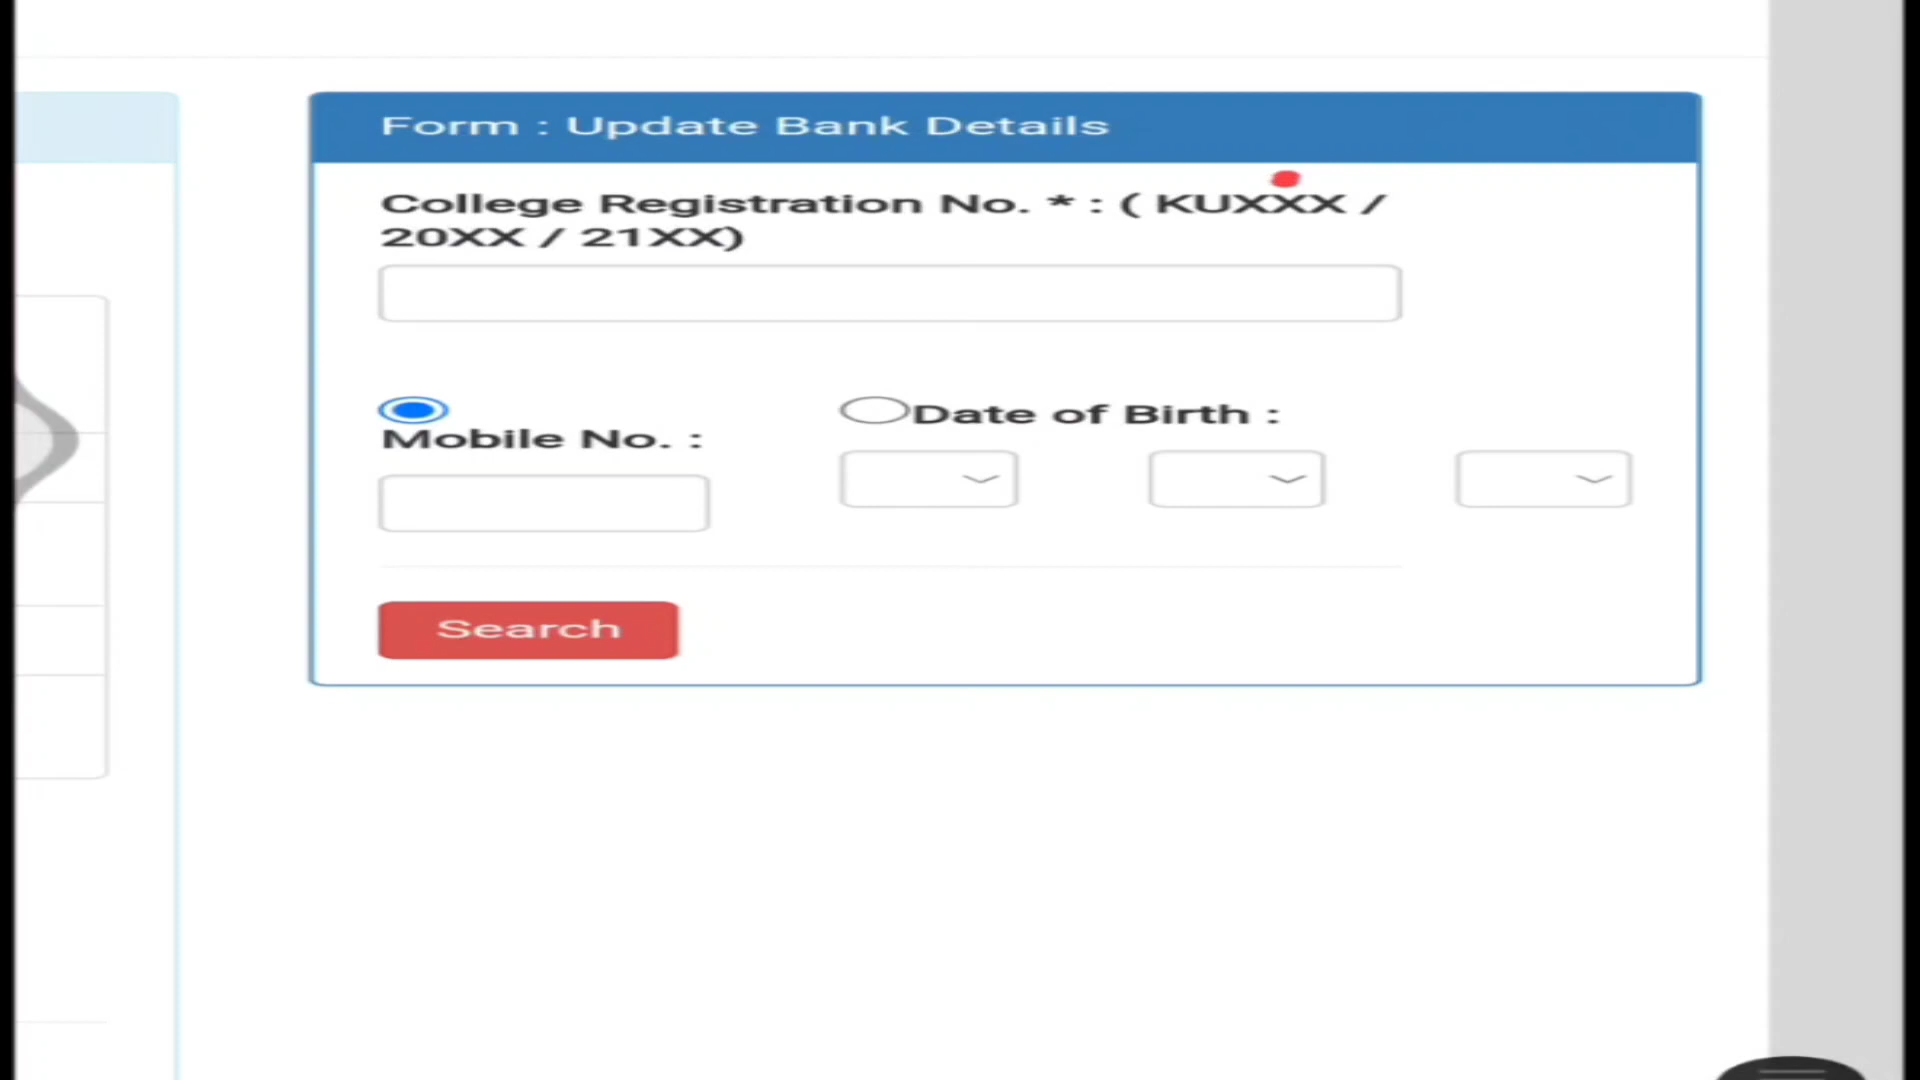 Form : Update Bank Details
College Registration No. * : ( KUXXX /
20XX / 21XX)
Mobile No. :
Date of Birth :
Search